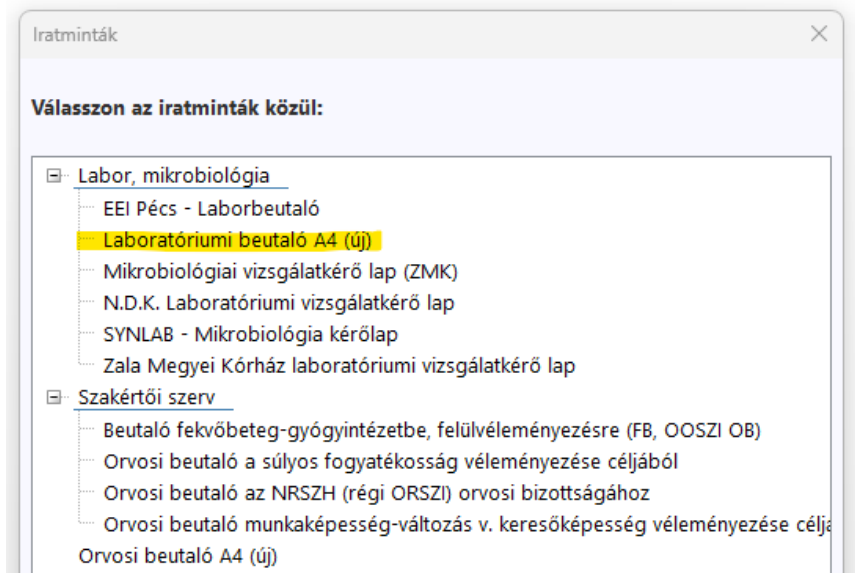 Iratminták
Válasszon az iratminták közül:
Labor, mikrobiológia
EEI Pécs - Laborbeutaló
Laboratóriumi beutaló A4 (új)
Mikrobiológiai vizsgálatkérő lap (ZMK)
N.D.K. Laboratóriumi vizsgálatkérő lap
SYNLAB - Mikrobiológia kérőlap
Zala Megyei Kórház laboratóriumi vizsgálatkérő lap
Szakértői szerv
Beutaló fekvőbeteg-gyógyintézetbe, felülvéleményezésre (FB, OOSZI OB)
Orvosi beutaló a súlyos fogyatékosság véleményezése céljából
Orvosi beutaló az NRSZH (régi ORSZI) orvosi bizottságához
Orvosi beutaló munkaképesség-változás v. keresőképesség véleményezése célja
Orvosi beutaló A4 (új)